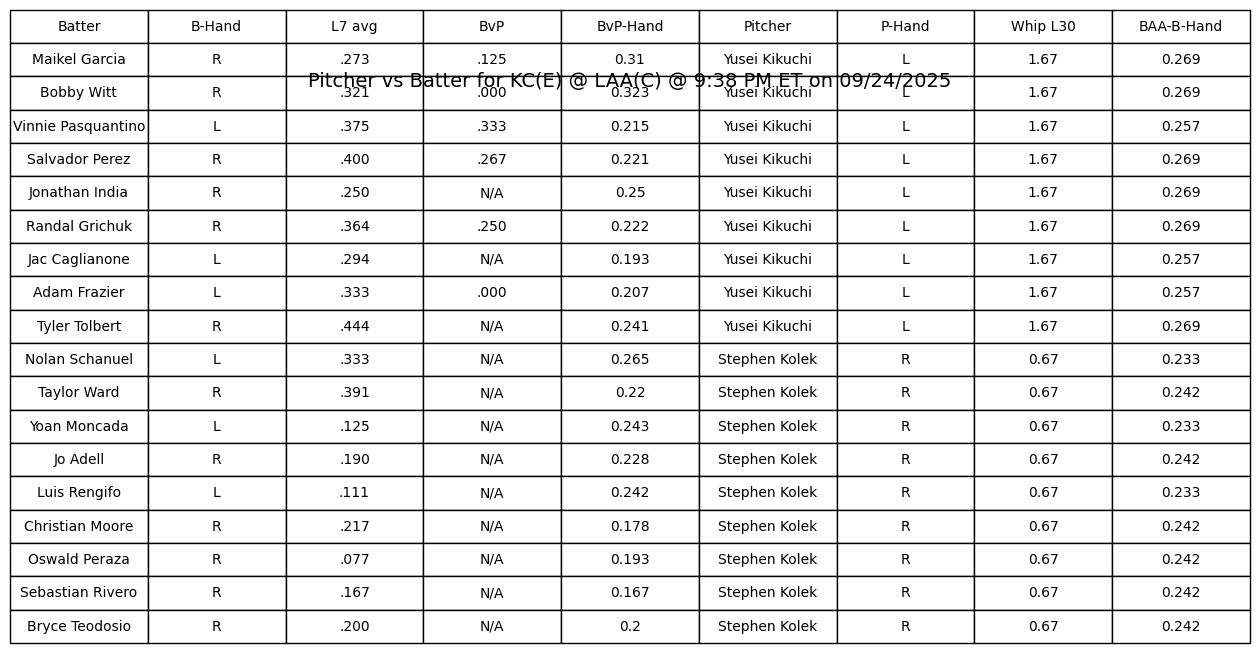 Batter B-Hand L7 avg BvP BvP-Hand Pitcher P-Hand Whip L30 BAA-B-Hand
Maikel Garcia R .273 .125 0.31 Yusei Kikuchi L 1.67 0.269
Pitcher vs Batter for KC(E) @ LAA(C) @ 9:38 PM ET on 09/24/2025
Bobby Witt R .321 .000 0.323 Yusei Kikuchi L 1.67 0.269
Vinnie Pasquantino L .375 .333 0.215 Yusei Kikuchi L 1.67 0.257
Salvador Perez R .400 .267 0.221 Yusei Kikuchi L 1.67 0.269
Jonathan India R .250 N/A 0.25 Yusei Kikuchi L 1.67 0.269
Randal Grichuk R .364 .250 0.222 Yusei Kikuchi L 1.67 0.269
Jac Caglianone L .294 N/A 0.193 Yusei Kikuchi L 1.67 0.257
Adam Frazier L .333 .000 0.207 Yusei Kikuchi L 1.67 0.257
Tyler Tolbert R .444 N/A 0.241 Yusei Kikuchi L 1.67 0.269
Nolan Schanuel L .333 N/A 0.265 Stephen Kolek R 0.67 0.233
Taylor Ward R .391 N/A 0.22 Stephen Kolek R 0.67 0.242
Yoan Moncada L .125 N/A 0.243 Stephen Kolek R 0.67 0.233
Jo Adell R .190 N/A 0.228 Stephen Kolek R 0.67 0.242
Luis Rengifo L .111 N/A 0.242 Stephen Kolek R 0.67 0.233
Christian Moore R .217 N/A 0.178 Stephen Kolek R 0.67 0.242
Oswald Peraza R .077 N/A 0.193 Stephen Kolek R 0.67 0.242
Sebastian Rivero R .167 N/A 0.167 Stephen Kolek R 0.67 0.242
Bryce Teodosio R .200 N/A 0.2 Stephen Kolek R 0.67 0.242